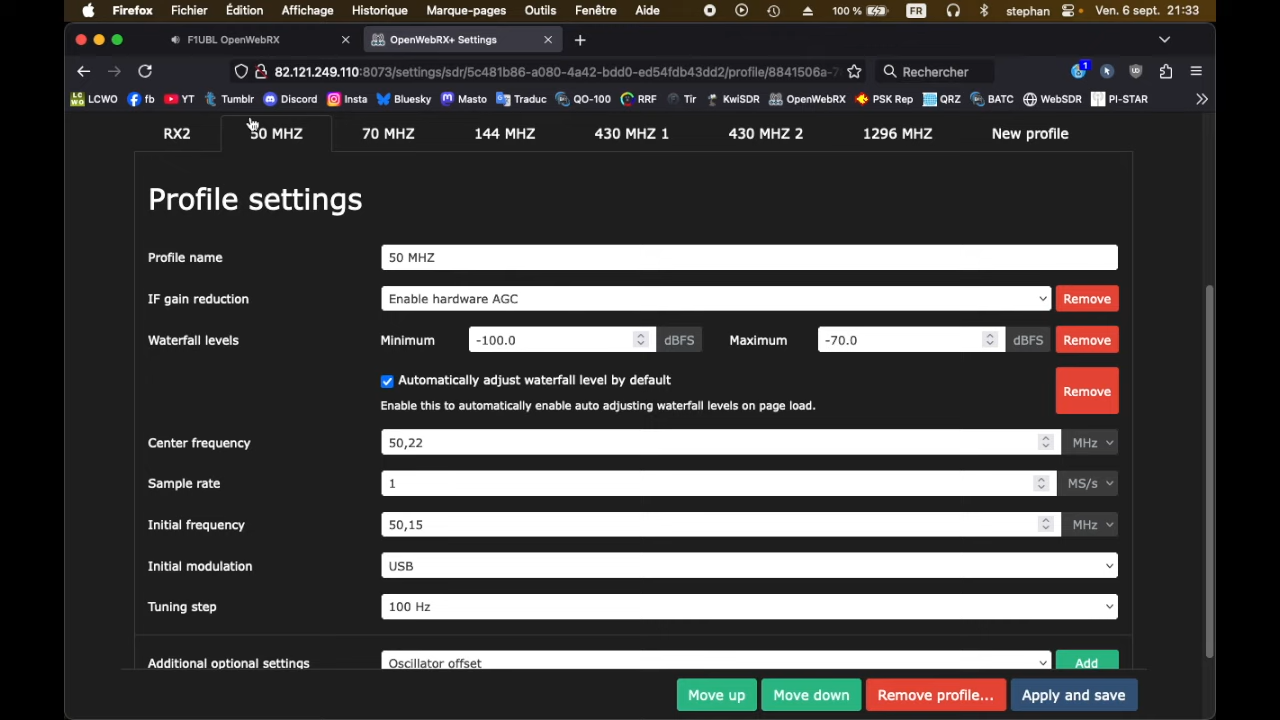 Firefox Fichier Édition Affichage Historique Marque-pages Outils Fenêtre Aide 100 % FR stephan Ven. 6 sept. à 21:33
F1UBL OpenWebRX OpenWebRX+ Settings
82.121.249.110:8073/settings/sdr/5c481b86-a080-4a42-bdd0-ed54fdb43dd2/profile/8841506a-7 Rechercher 1
LCWO fb YT Tumblr Discord Insta Bluesky Masto Traduc QO-100 RRF Tir KwiSDR OpenWebRX PSK Rep QRZ BATC WebSDR PI-STAR
RX2 50 MHZ 70 MHZ 144 MHZ 430 MHZ 1 430 MHZ 2 1296 MHZ New profile
Profile settings
Profile name 50 MHZ
IF gain reduction Enable hardware AGC Remove
Waterfall levels Minimum -100.0 dBFS Maximum -70.0 dBFS Remove
Automatically adjust waterfall level by default
Enable this to automatically enable auto adjusting waterfall levels on page load. Remove
Center frequency 50,22 MHz
Sample rate 1 MS/s
Initial frequency 50,15 MHz
Initial modulation USB
Tuning step 100 Hz
Additional optional settings Oscillator offset Add
Move up Move down Remove profile... Apply and save